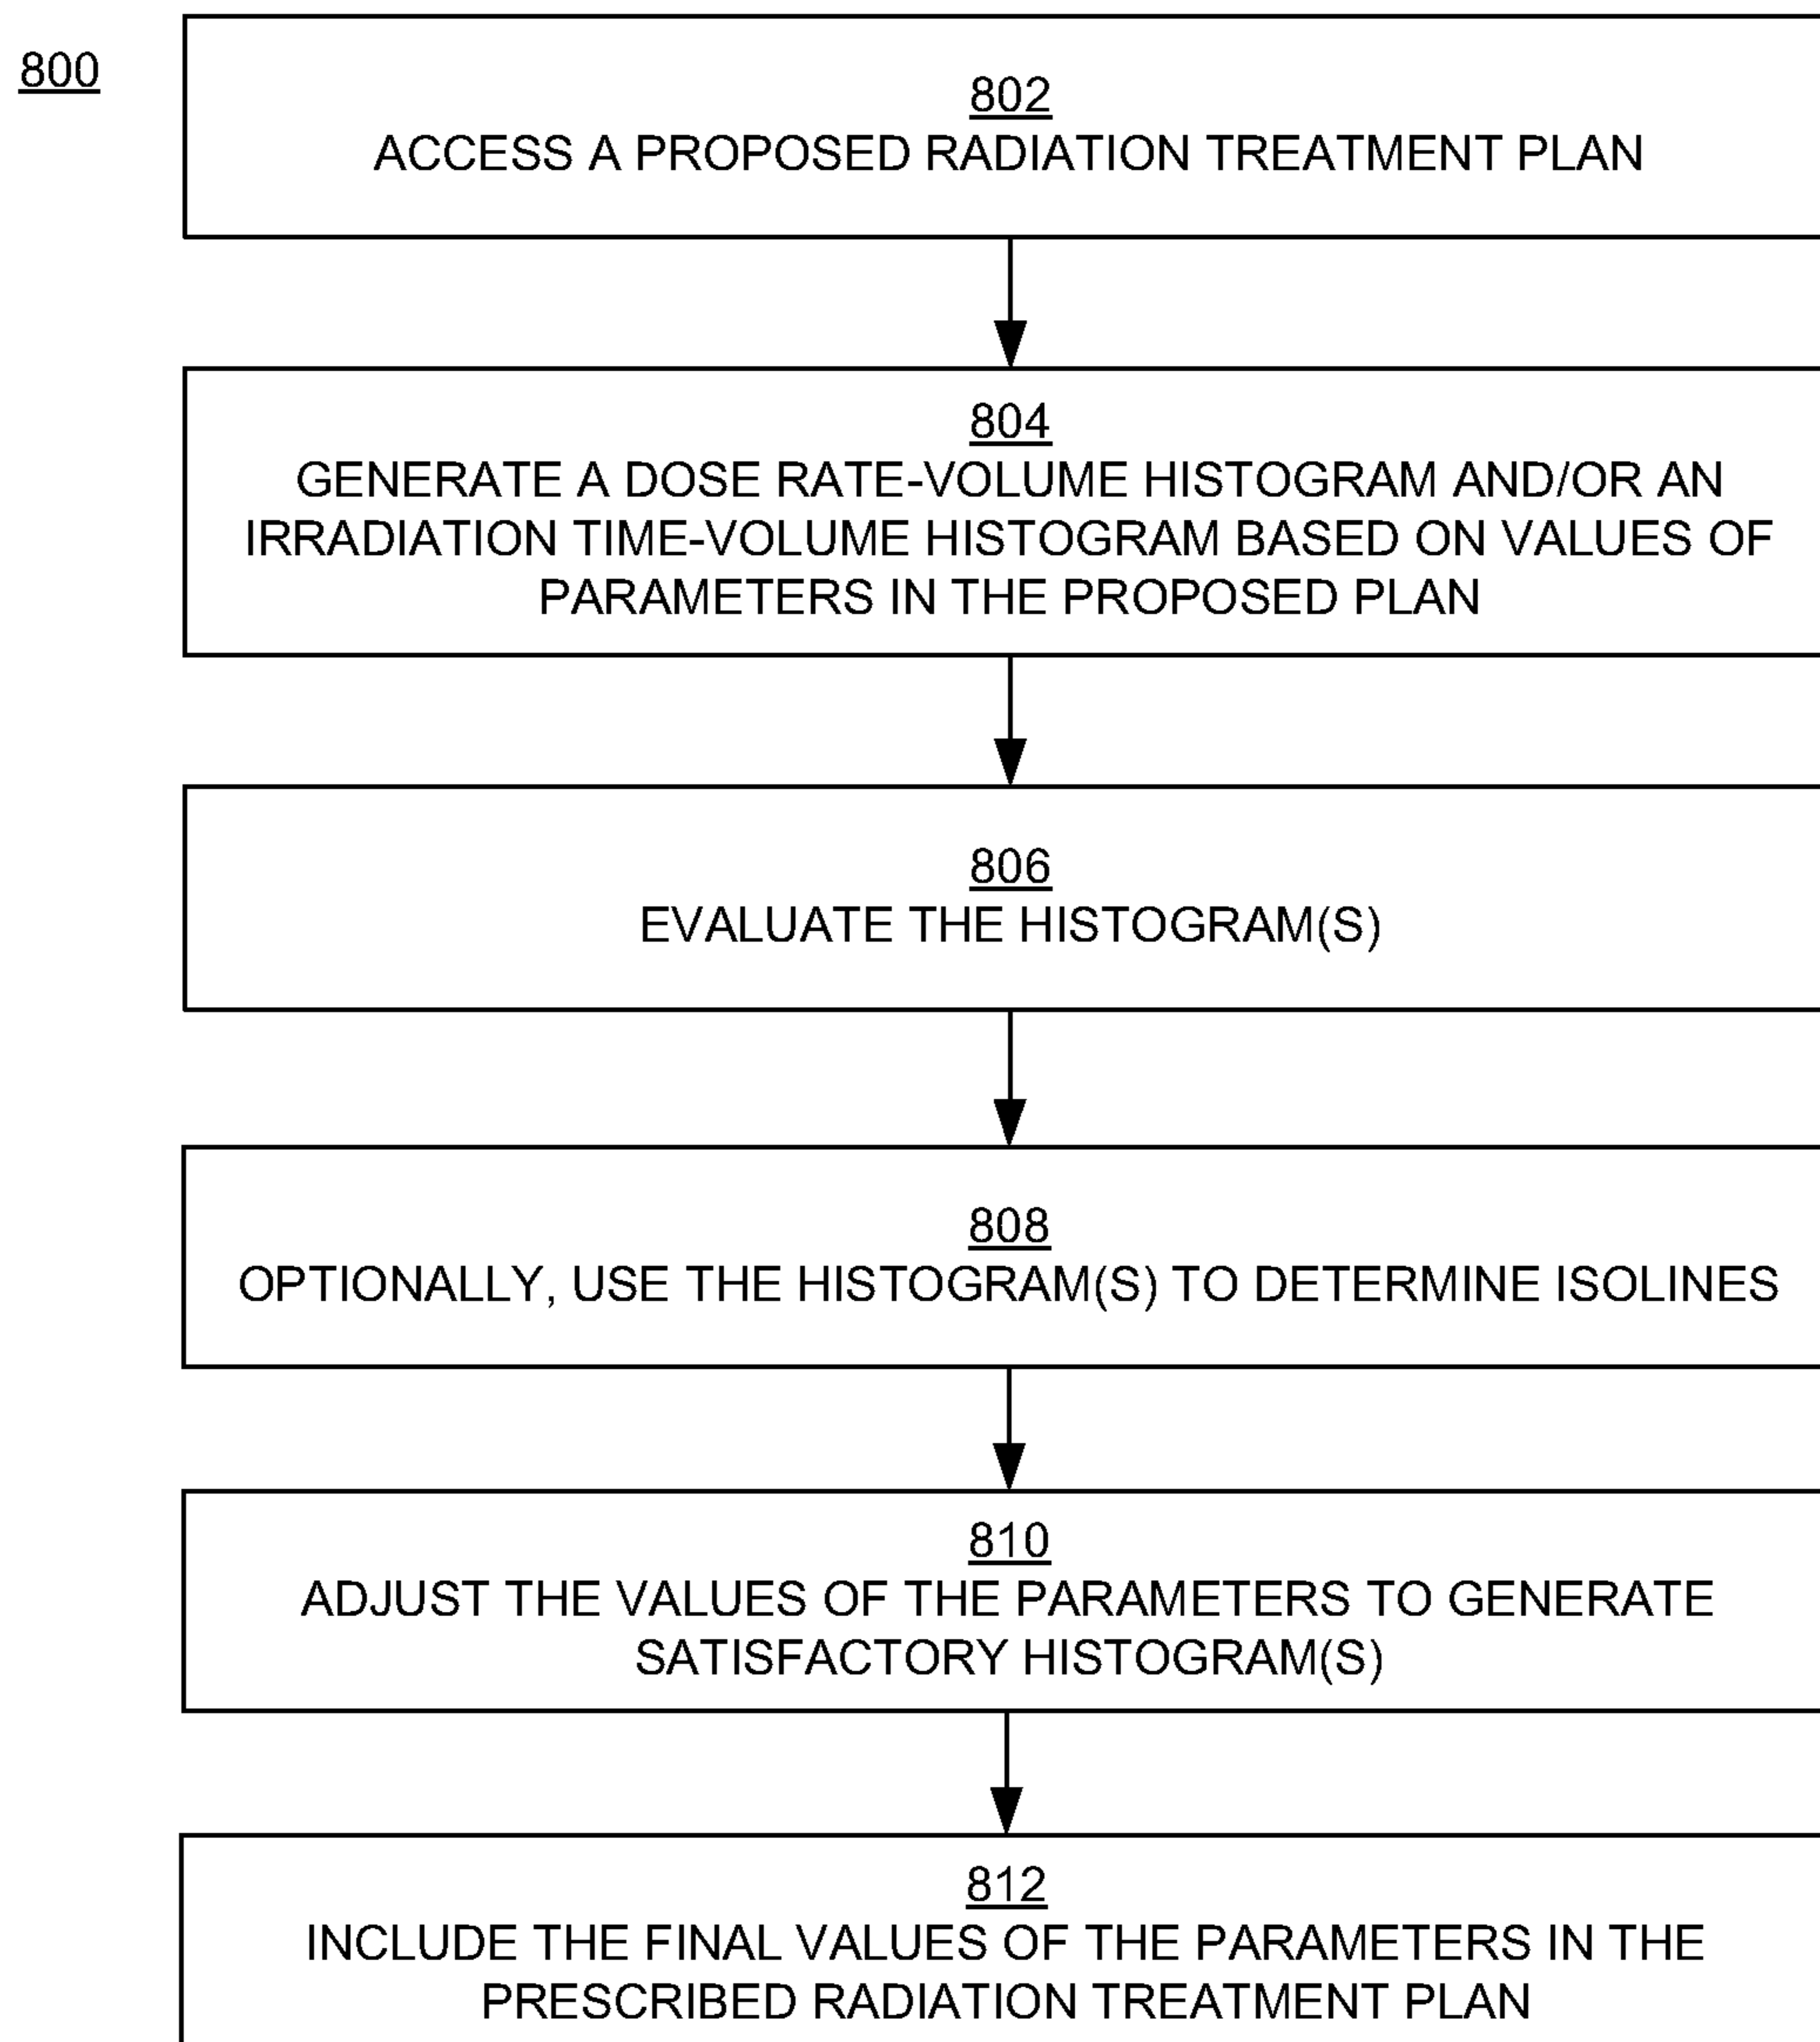 800
802
ACCESS A PROPOSED RADIATION TREATMENT PLAN
804
GENERATE A DOSE RATE-VOLUME HISTOGRAM AND/OR AN
IRRADIATION TIME-VOLUME HISTOGRAM BASED ON VALUES OF
PARAMETERS IN THE PROPOSED PLAN
806
EVALUATE THE HISTOGRAM(S)
808
OPTIONALLY, USE THE HISTOGRAM(S) TO DETERMINE ISOLINES
810
ADJUST THE VALUES OF THE PARAMETERS TO GENERATE
SATISFACTORY HISTOGRAM(S)
812
INCLUDE THE FINAL VALUES OF THE PARAMETERS IN THE
PRESCRIBED RADIATION TREATMENT PLAN